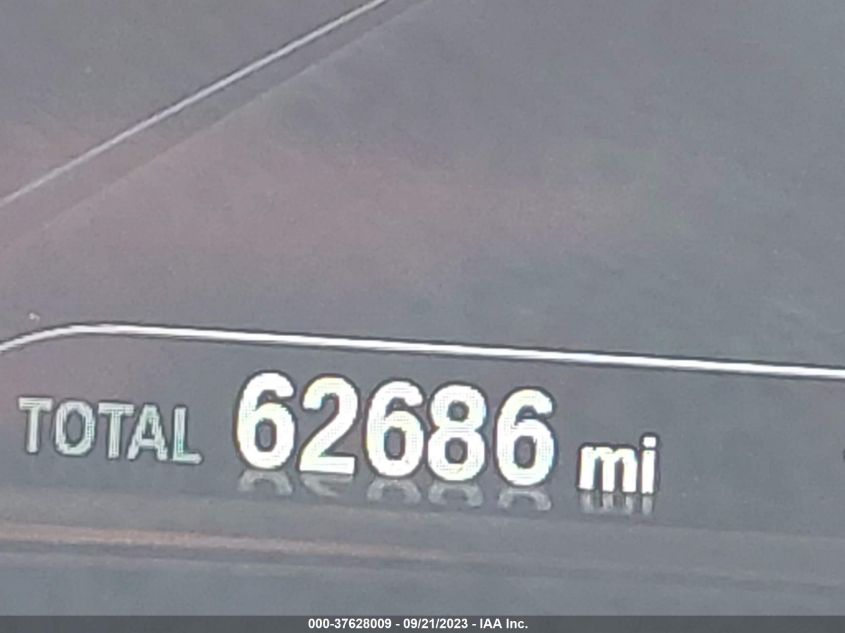 TOTAL 62686 mi
000-37628009 - 09/21/2023 - IAA Inc.